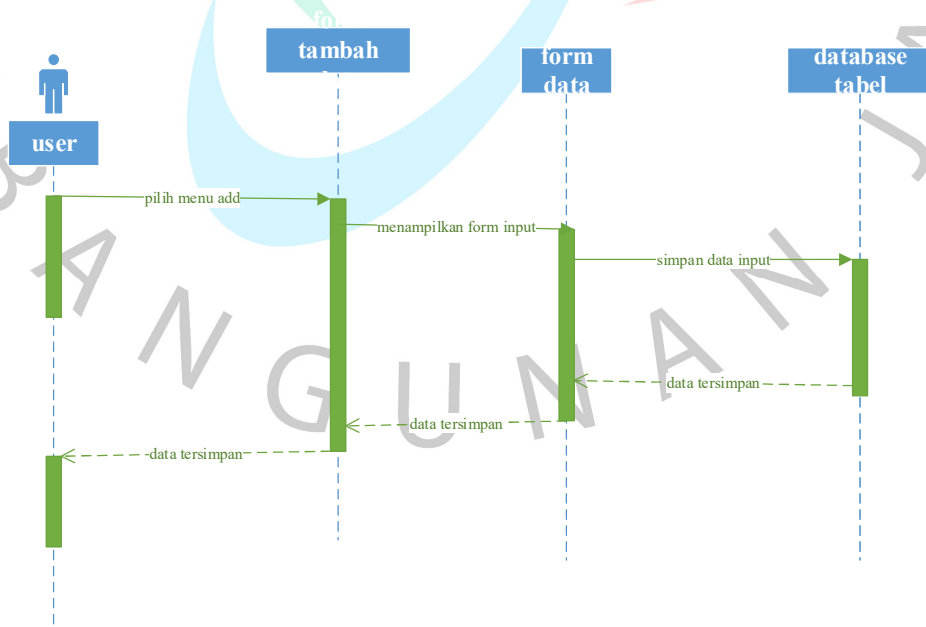 tambah
form
data
database
tabel
user
pilih menu add
menampilkan form input
simpan data input
data tersimpan
data tersimpan
data tersimpan
B A N G U N A N J